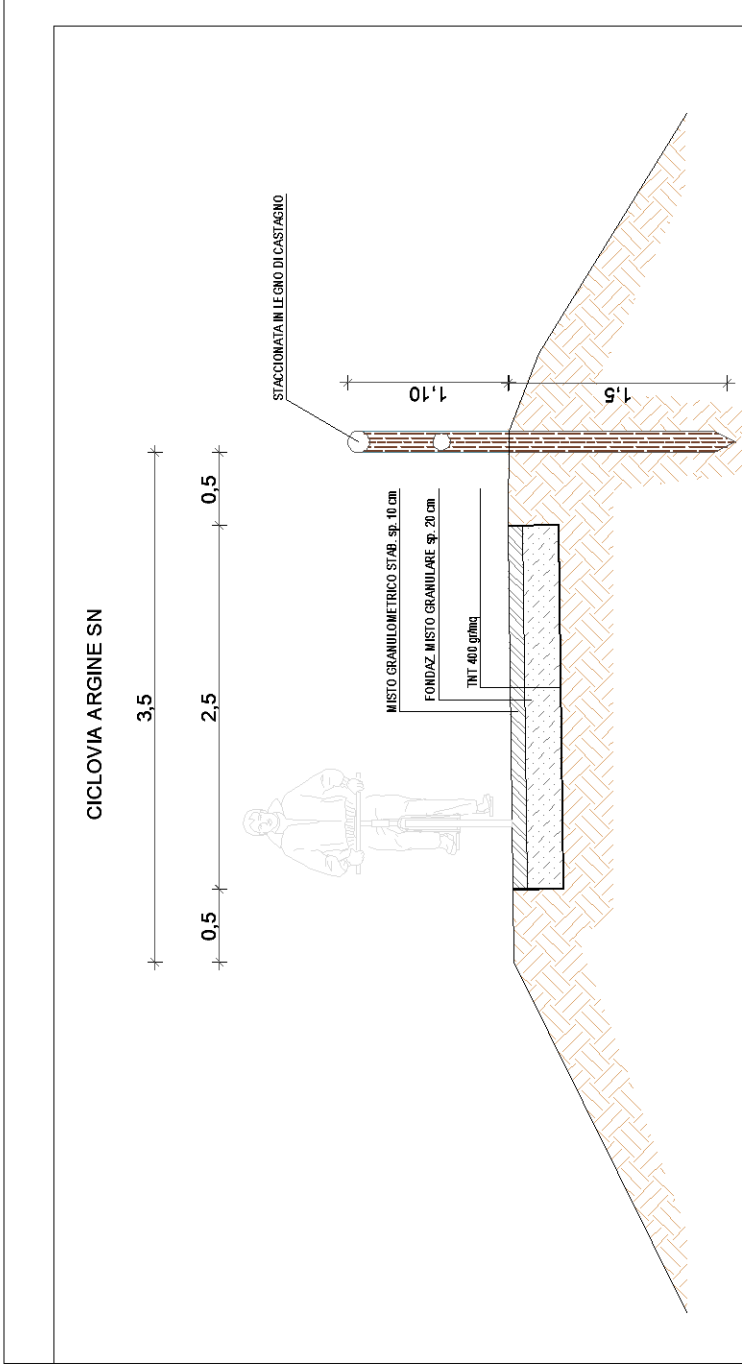 CICLOVIA ARGINE SN
3,5
0,5
2,5
0,5
STACCIONATA IN LEGNO DI CASTAGNO
1,10
1,5
MISTO GRANULOMETRICO STAB. sp. 10 cm
FONDAZ. MISTO GRANULARE sp. 20 cm
TNT 400 gr/mq